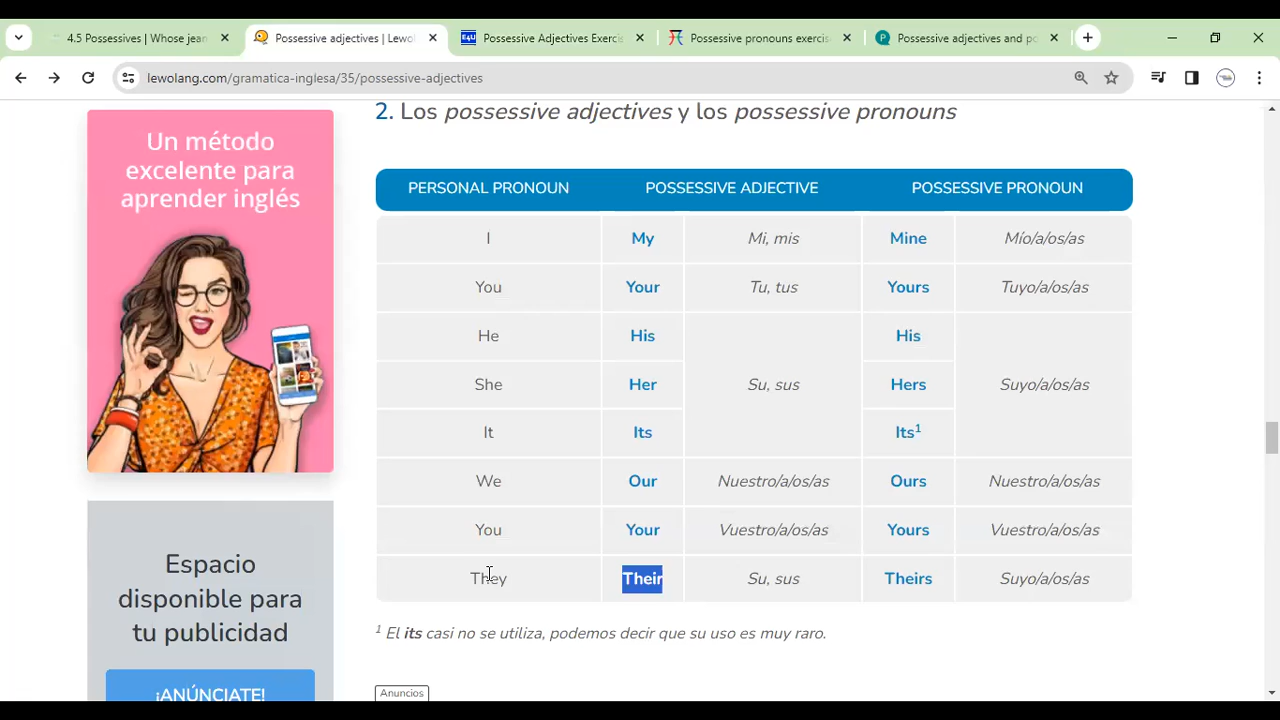 4.5 Possessives | Whose jean
Possessive adjectives | Lewo
E4U
Possessive Adjectives Exercis
Possessive pronouns exercis
P
Possessive adjectives and po
lewolang.com/gramatica-inglesa/35/possessive-adjectives
Un método
excelente para
aprender inglés
Espacio
disponible para
tu publicidad
¡ANÚNCIATE!
2. Los possessive adjectives y los possessive pronouns
PERSONAL PRONOUN POSSESSIVE ADJECTIVE POSSESSIVE PRONOUN
I My Mi, mis Mine Mío/a/os/as
You Your Tu, tus Yours Tuyo/a/os/as
He His His
She Her Su, sus Hers Suyo/a/os/as
It Its Its¹
We Our Nuestro/a/os/as Ours Nuestro/a/os/as
You Your Vuestro/a/os/as Yours Vuestro/a/os/as
They Their Su, sus Theirs Suyo/a/os/as
¹ El its casi no se utiliza, podemos decir que su uso es muy raro.
Anuncios